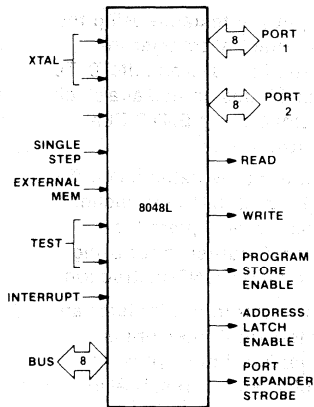 XTAL
SINGLE
STEP
EXTERNAL
MEM
TEST
INTERRUPT
BUS
8
8048L
8
PORT
1
8
PORT
2
READ
WRITE
PROGRAM
STORE
ENABLE
ADDRESS
LATCH
ENABLE
PORT
EXPANDER
STROBE